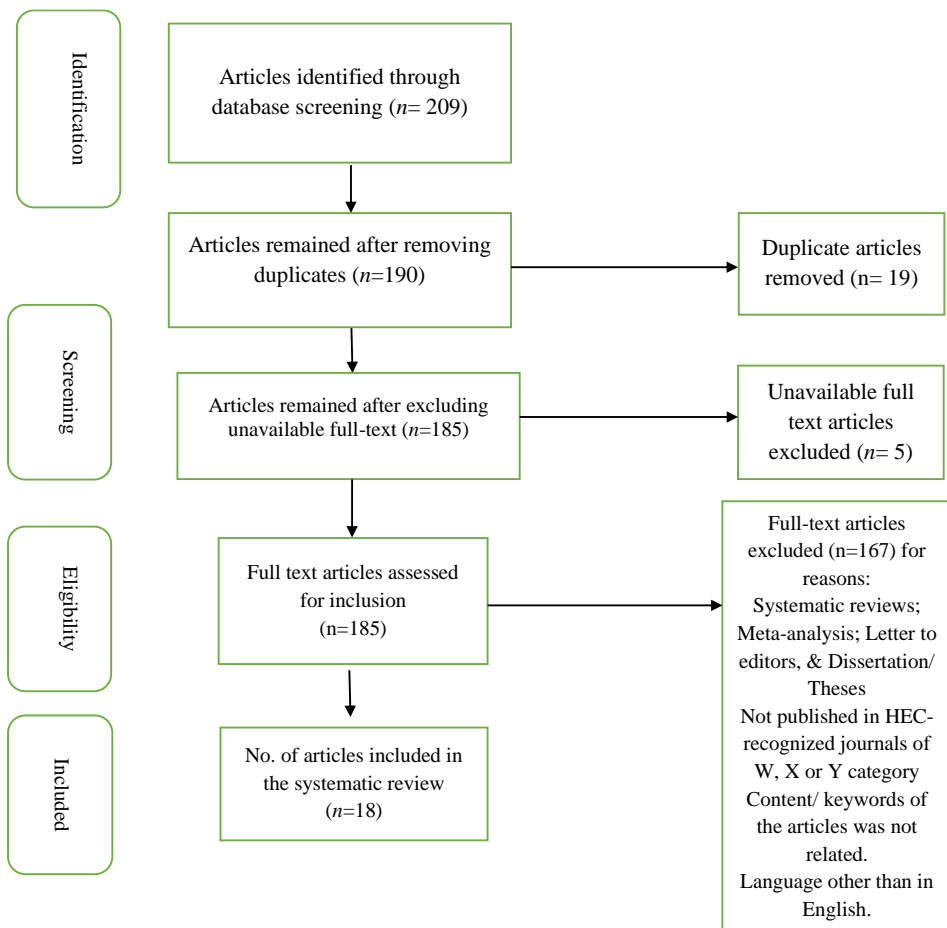 Identification
Articles identified through
database screening (n= 209)
Articles remained after removing
duplicates (n=190)
Duplicate articles
removed (n= 19)
Screening
Articles remained after excluding
unavailable full-text (n=185)
Unavailable full
text articles
excluded (n= 5)
Eligibility
Full text articles assessed
for inclusion
(n=185)
Full-text articles
excluded (n=167) for
reasons:
Systematic reviews;
Meta-analysis; Letter to
editors, & Dissertation/
Theses
Not published in HEC-
recognized journals of
W, X or Y category
Content/ keywords of
the articles was not
related.
Language other than in
English.
Included
No. of articles included in
the systematic review
(n=18)